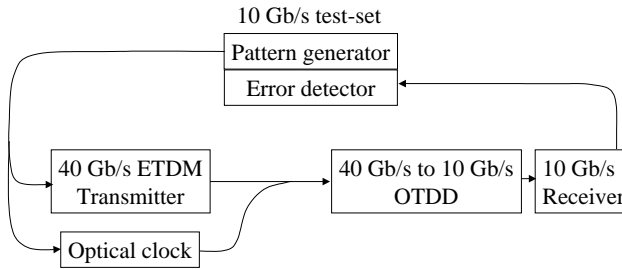 10 Gb/s test-set
Pattern generator
Error detector
40 Gb/s ETDM
Transmitter
40 Gb/s to 10 Gb/s
OTDD
10 Gb/s
Receiver
Optical clock